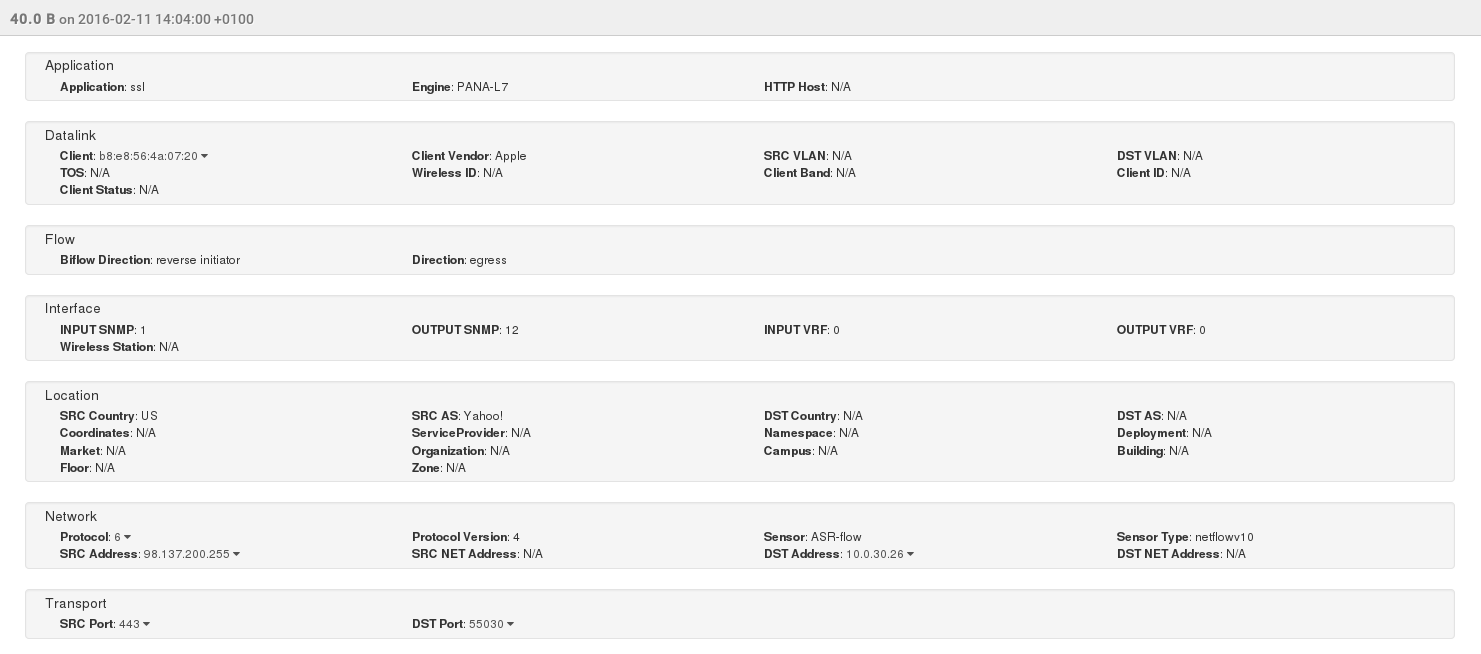 40.0 B on 2016-02-11 14:04:00 +0100
Application
Application: ssl Engine: PANA-L7 HTTP Host: N/A
Datalink
Client: b8:e8:56:4a:07:20 Client Vendor: Apple SRC VLAN: N/A DST VLAN: N/A
TOS: N/A Wireless ID: N/A Client Band: N/A Client ID: N/A
Client Status: N/A
Flow
Biflow Direction: reverse initiator Direction: egress
Interface
INPUT SNMP: 1 OUTPUT SNMP: 12 INPUT VRF: 0 OUTPUT VRF: 0
Wireless Station: N/A
Location
SRC Country: US SRC AS: Yahoo! DST Country: N/A DST AS: N/A
Coordinates: N/A ServiceProvider: N/A Namespace: N/A Deployment: N/A
Market: N/A Organization: N/A Campus: N/A Building: N/A
Floor: N/A Zone: N/A
Network
Protocol: 6 Protocol Version: 4 Sensor: ASR-flow Sensor Type: netflowv10
SRC Address: 98.137.200.255 SRC NET Address: N/A DST Address: 10.0.30.26 DST NET Address: N/A
Transport
SRC Port: 443 DST Port: 55030